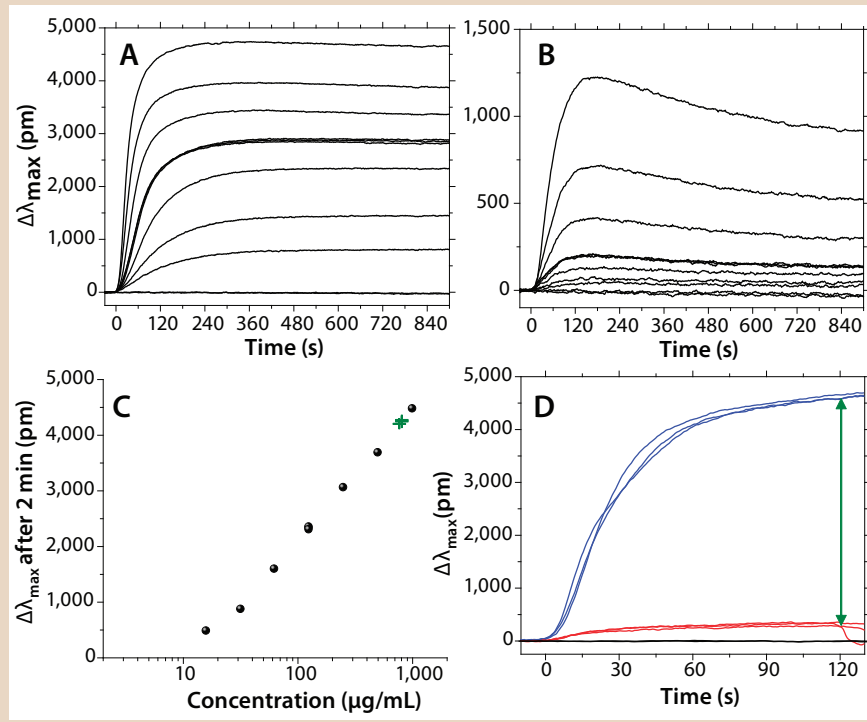 A
5,000
4,000
3,000
2,000
1,000
0
Δλmax (pm)
0 120 240 360 480 600 720 840
Time (s)
B
1,500
1,000
500
0
0 120 240 360 480 600 720 840
Time (s)
C
5,000
4,000
3,000
2,000
1,000
0
Δλmax after 2 min (pm)
10 100 1,000
Concentration (μg/mL)
D
5,000
4,000
3,000
2,000
1,000
0
Δλmax(pm)
0 30 60 90 120
Time (s)